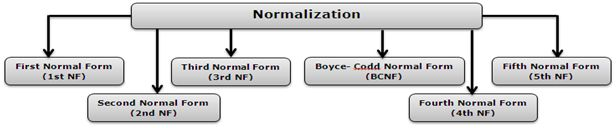 Normalization
First Normal Form
(1st NF)
Second Normal Form
(2nd NF)
Third Normal Form
(3rd NF)
Boyce- Codd Normal Form
(BCNF)
Fourth Normal Form
(4th NF)
Fifth Normal Form
(5th NF)